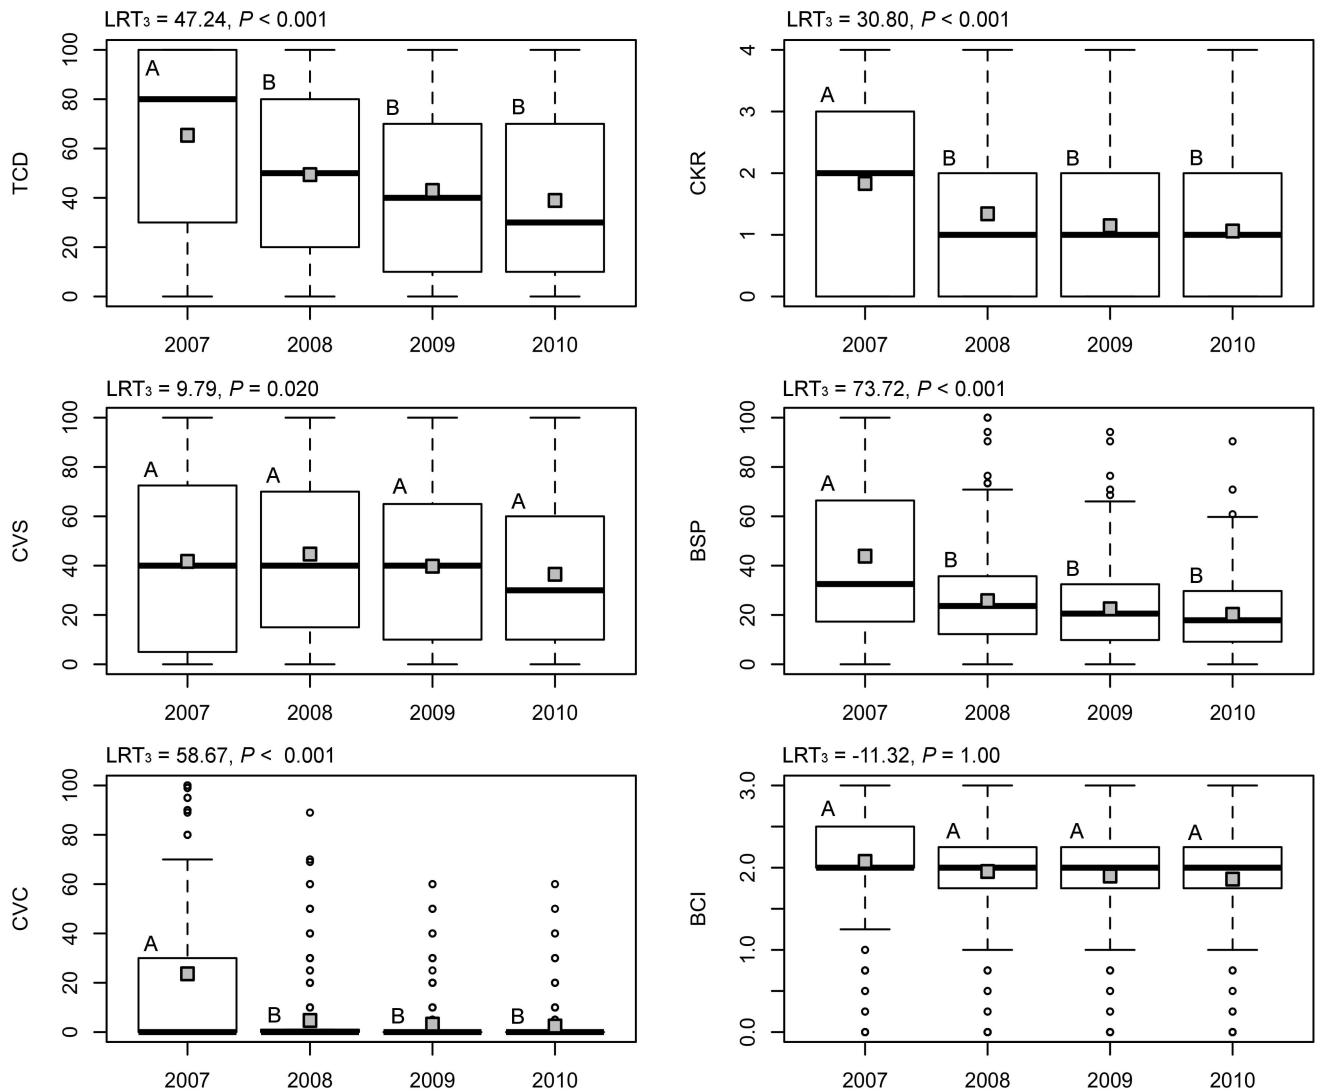 LRT₃ = 47.24, P < 0.001
TCD
100
80
60
40
20
0
A
B
B
B
2007 2008 2009 2010
LRT₃ = 30.80, P < 0.001
CKR
4
3
2
1
0
A
B
B
B
2007 2008 2009 2010
LRT₃ = 9.79, P = 0.020
CVS
100
80
60
40
20
0
A
A
A
A
2007 2008 2009 2010
LRT₃ = 73.72, P < 0.001
BSP
100
80
60
40
20
0
A
B
B
B
2007 2008 2009 2010
LRT₃ = 58.67, P < 0.001
CVC
100
80
60
40
20
0
A
B
B
B
2007 2008 2009 2010
LRT₃ = -11.32, P = 1.00
BCI
3.0
2.0
1.0
0.0
A
A
A
A
2007 2008 2009 2010